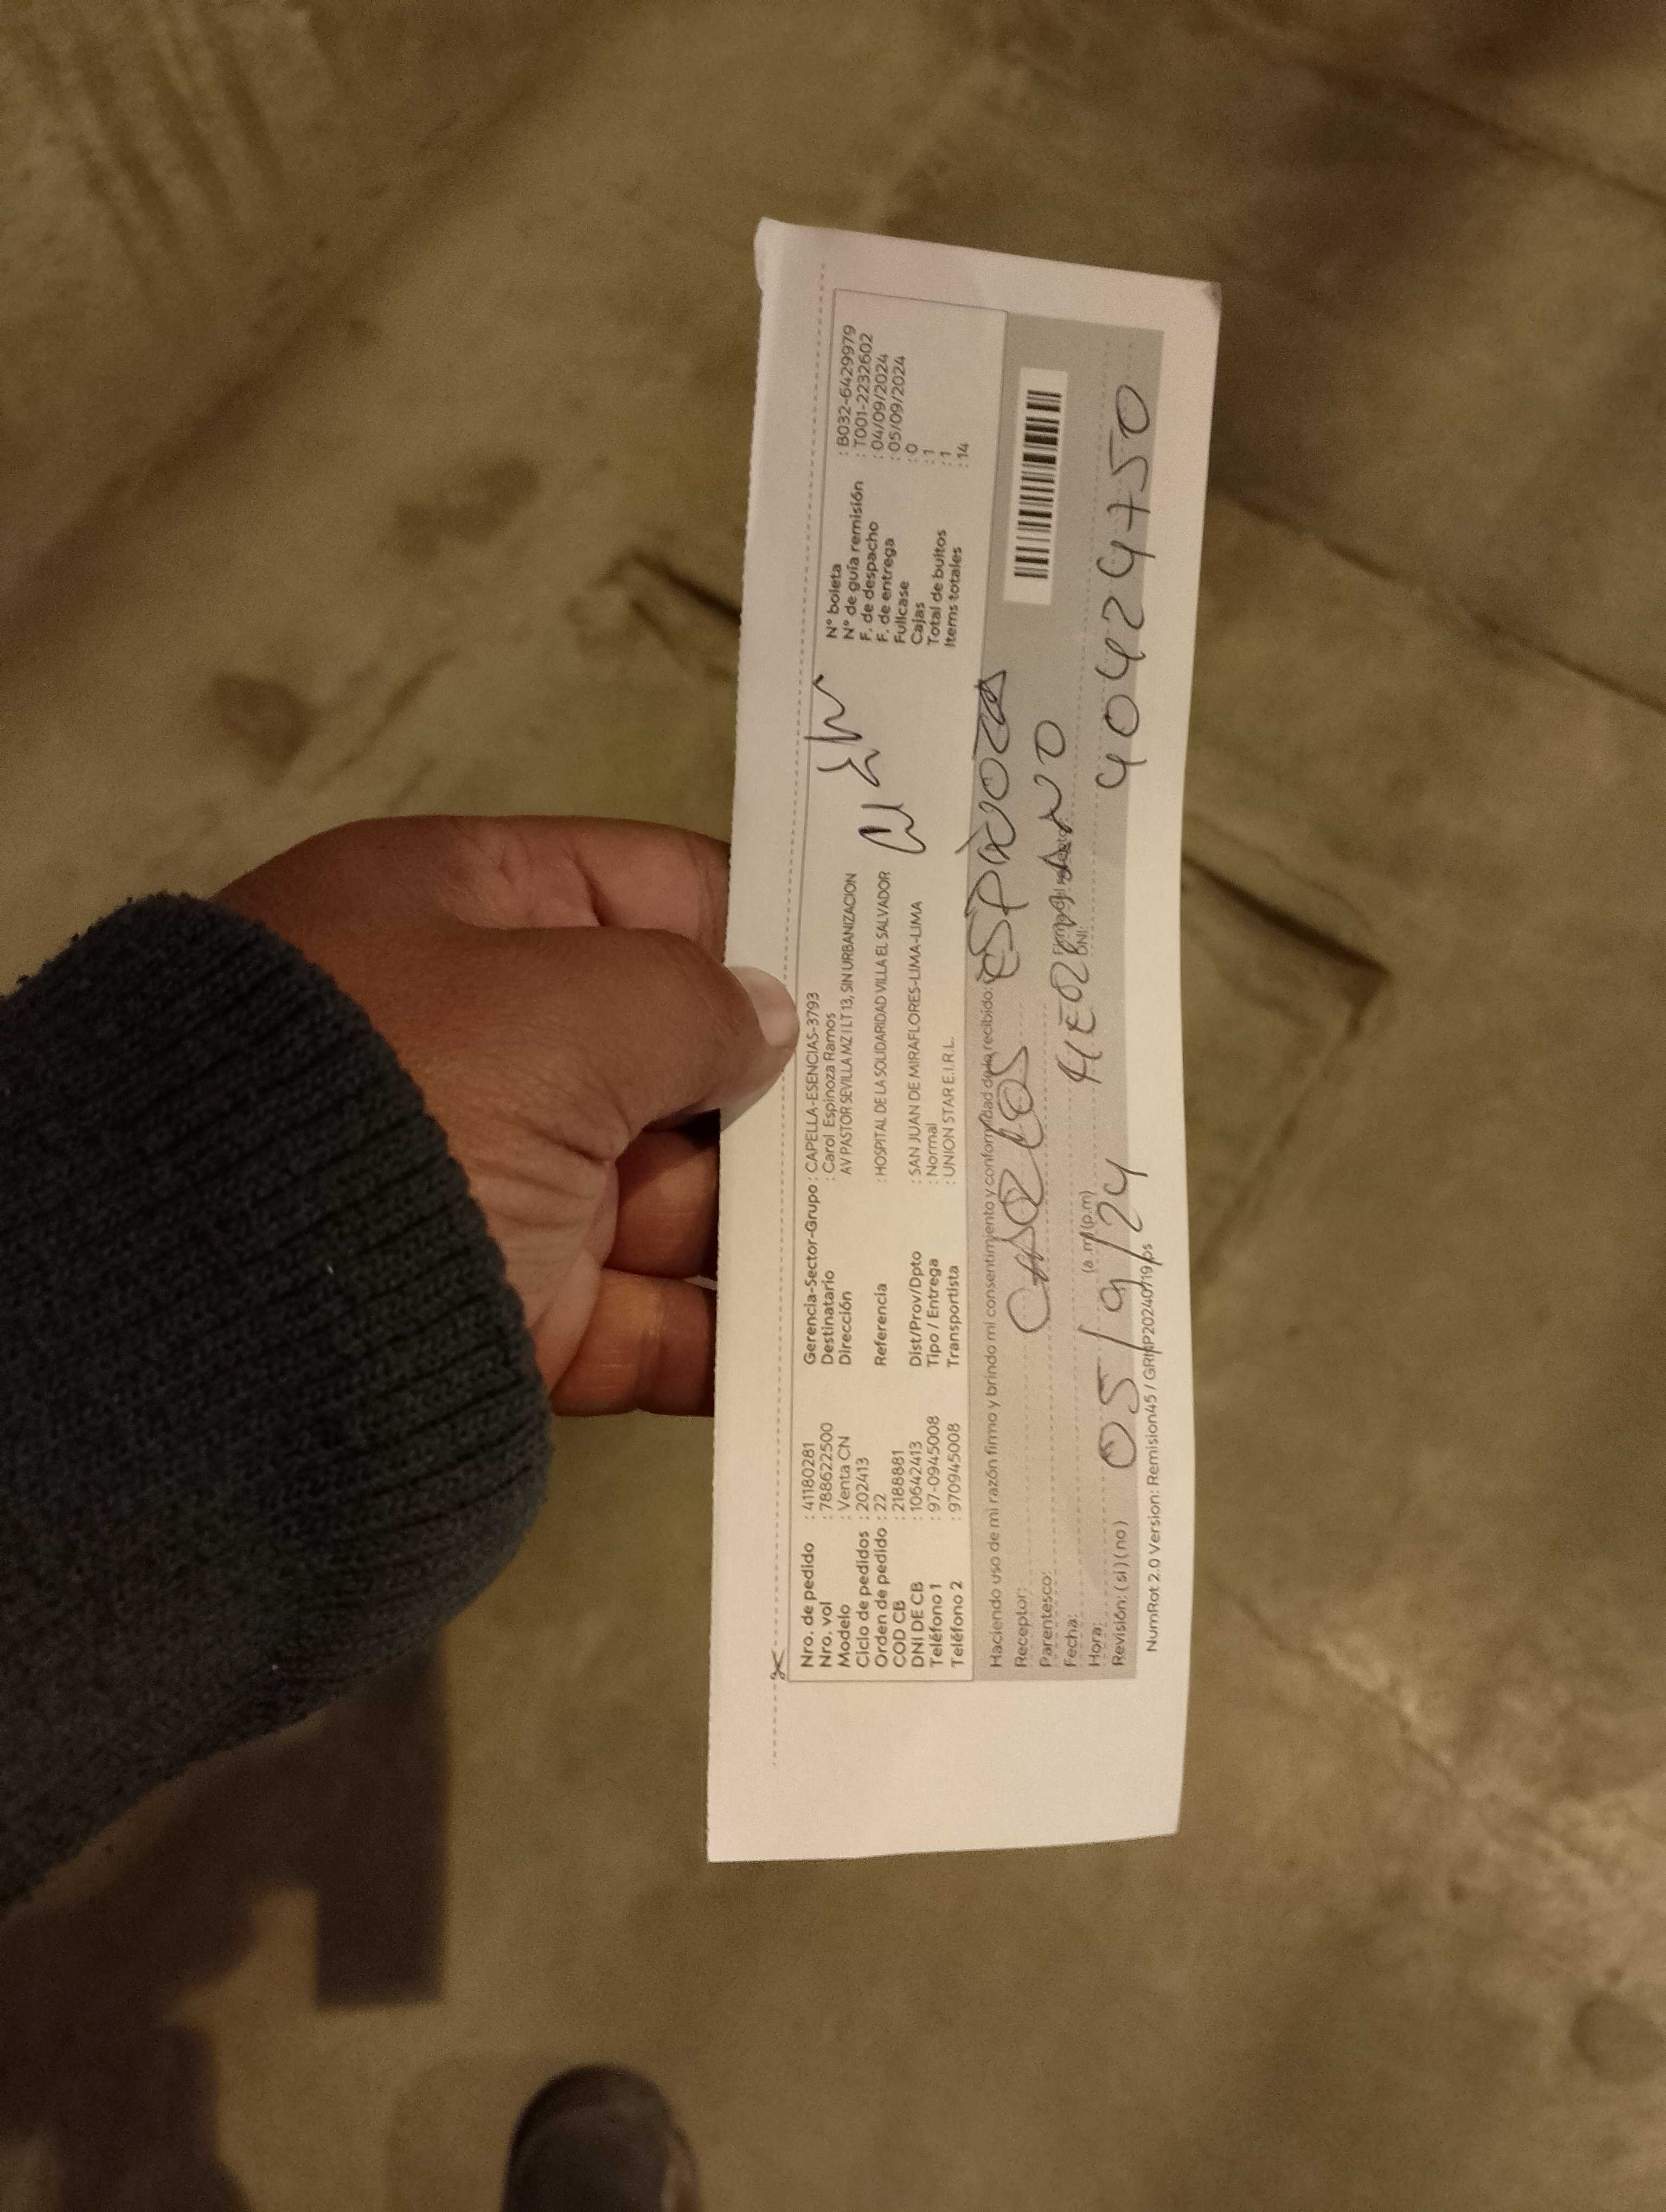 Nro. de pedido : 41180281 Gerencia-Sector-Grupo : CAPELLA-ESENCIAS-3793 N° boleta : B032-6429979
Nro. vol : 788622500 Destinatario : Carol Espinoza Ramos N° de guía remisión : T001-2232602
Modelo : Venta CN Dirección AV PASTOR SEVILLA MZ I LT 13, SIN URBANIZACION F. de despacho : 04/09/2024
Ciclo de pedidos : 202413 F. de entrega : 05/09/2024
Orden de pedido : 22 Referencia : HOSPITAL DE LA SOLIDARIDAD VILLA EL SALVADOR Fullcase : 0
COD CB : 2188881 Cajas : 1
DNI DE CB : 10642413 Dist/Prov/Dpto : SAN JUAN DE MIRAFLORES-LIMA-LIMA Total de bultos : 1
Teléfono 1 : 97-0945008 Tipo / Entrega : Normal Items totales : 14
Teléfono 2 : 970945008 Transportista : UNION STAR E.I.R.L.
Haciendo uso de mi razón firmo y brindo mi consentimiento y conformidad de lo recibido:
Receptor: CARLOS ESPINOZA
Parentesco: HERMANO
Fecha:
Hora: (a.m)(p.m) DNI: 40424750
Revisión: (si) (no) 05/9/24
NumRot 2.0 Version: Remision45 / GRNP20240719.ps